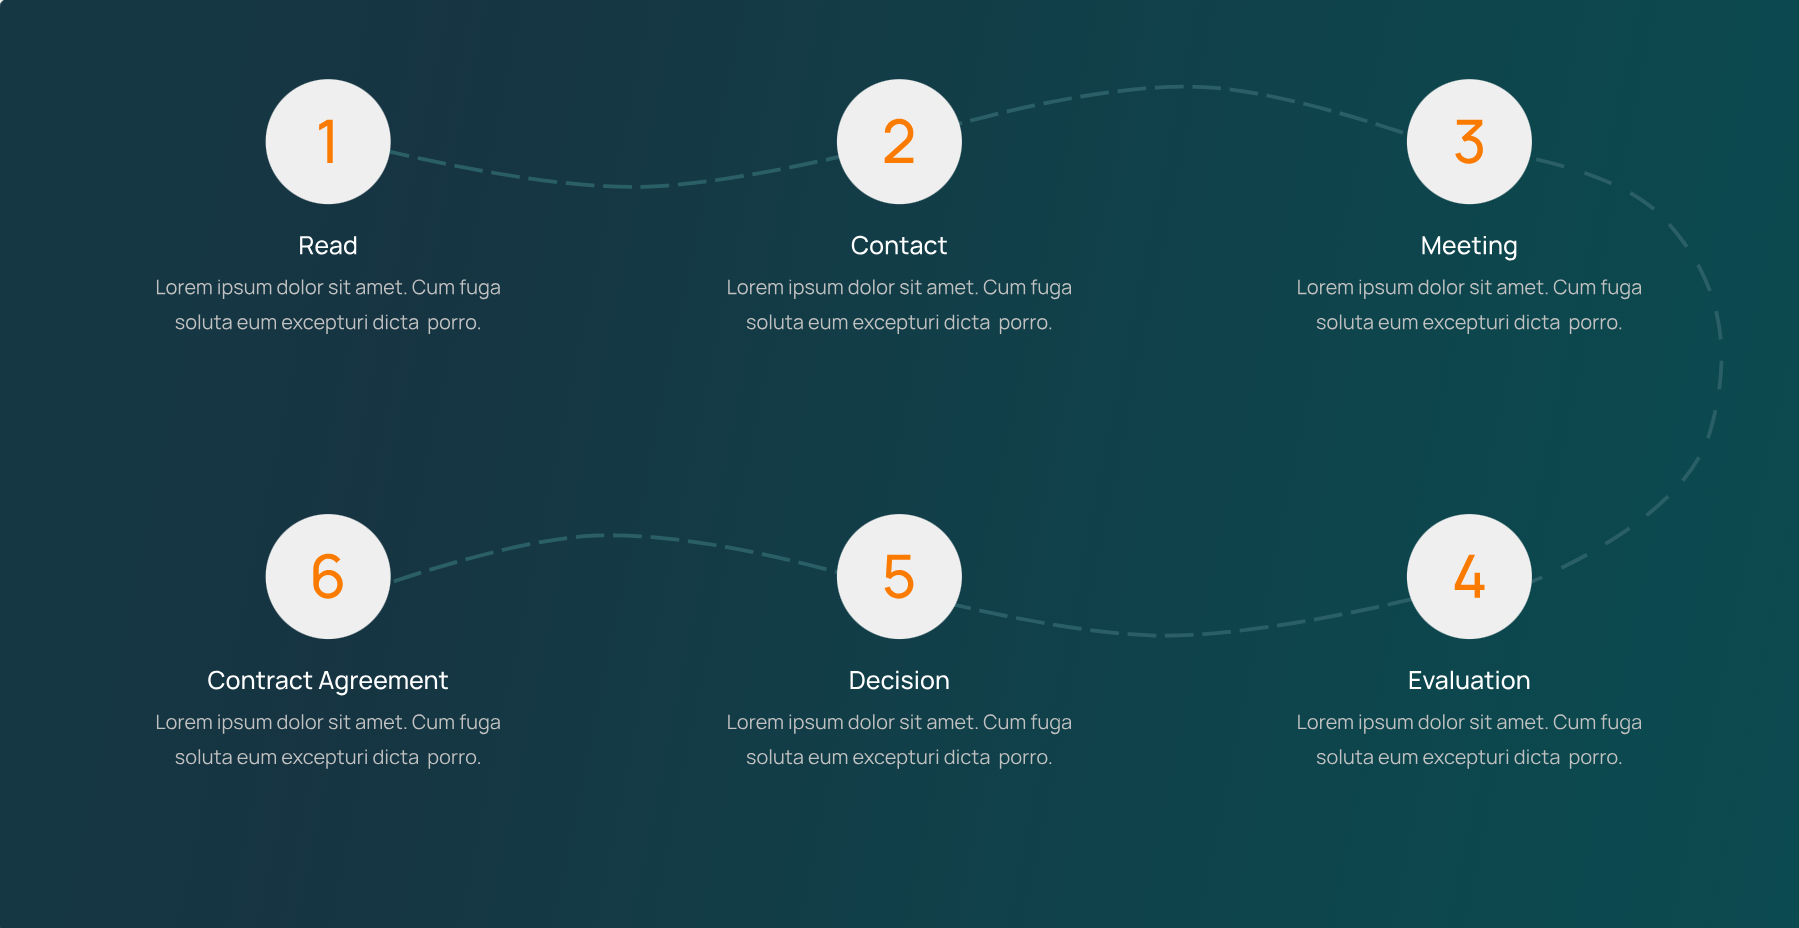 1
Read
Lorem ipsum dolor sit amet. Cum fuga
soluta eum excepturi dicta  porro.
2
Contact
Lorem ipsum dolor sit amet. Cum fuga
soluta eum excepturi dicta  porro.
3
Meeting
Lorem ipsum dolor sit amet. Cum fuga
soluta eum excepturi dicta  porro.
4
Evaluation
Lorem ipsum dolor sit amet. Cum fuga
soluta eum excepturi dicta  porro.
5
Decision
Lorem ipsum dolor sit amet. Cum fuga
soluta eum excepturi dicta  porro.
6
Contract Agreement
Lorem ipsum dolor sit amet. Cum fuga
soluta eum excepturi dicta  porro.